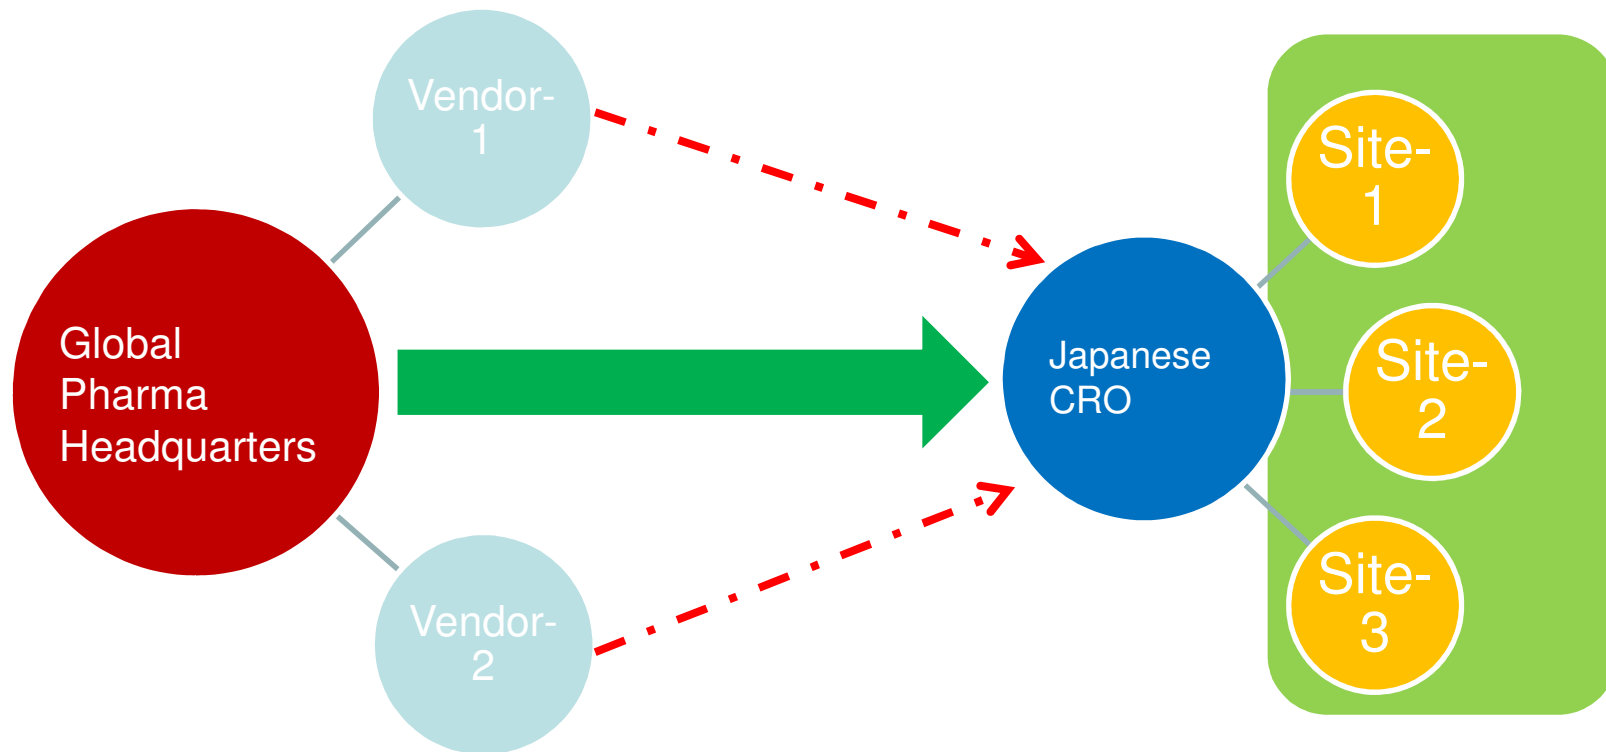 Vendor-
1
Global
Pharma
Headquarters
Vendor-
2
Japanese
CRO
Site-
1
Site-
2
Site-
3